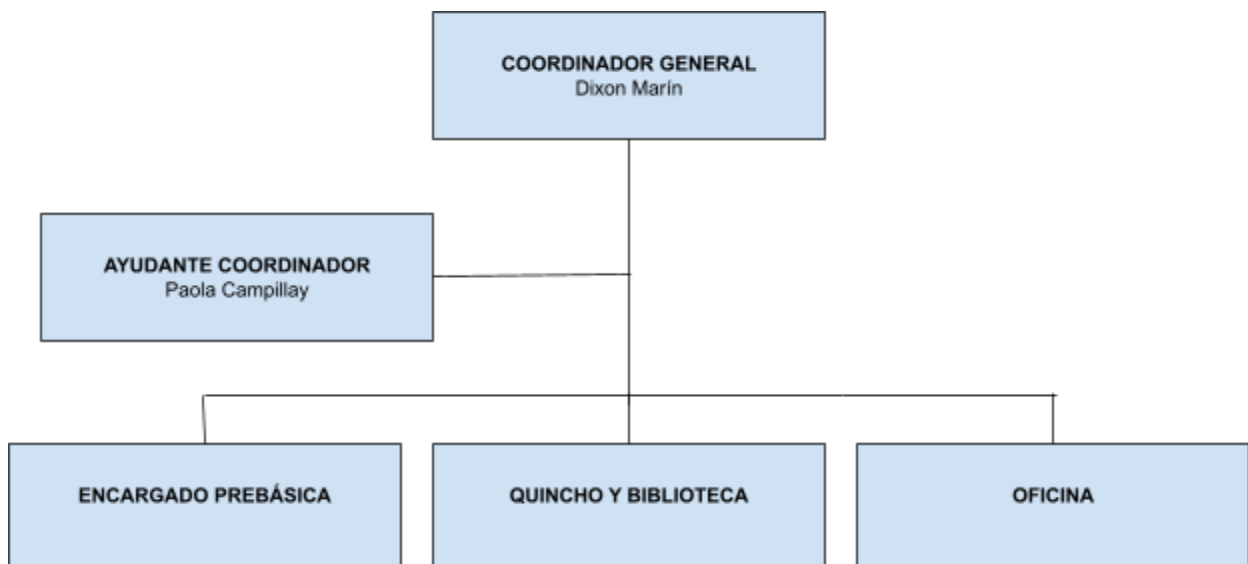 COORDINADOR GENERAL
Dixon Marín
AYUDANTE COORDINADOR
Paola Campillay
ENCARGADO PREBÁSICA
QUINCHO Y BIBLIOTECA
OFICINA